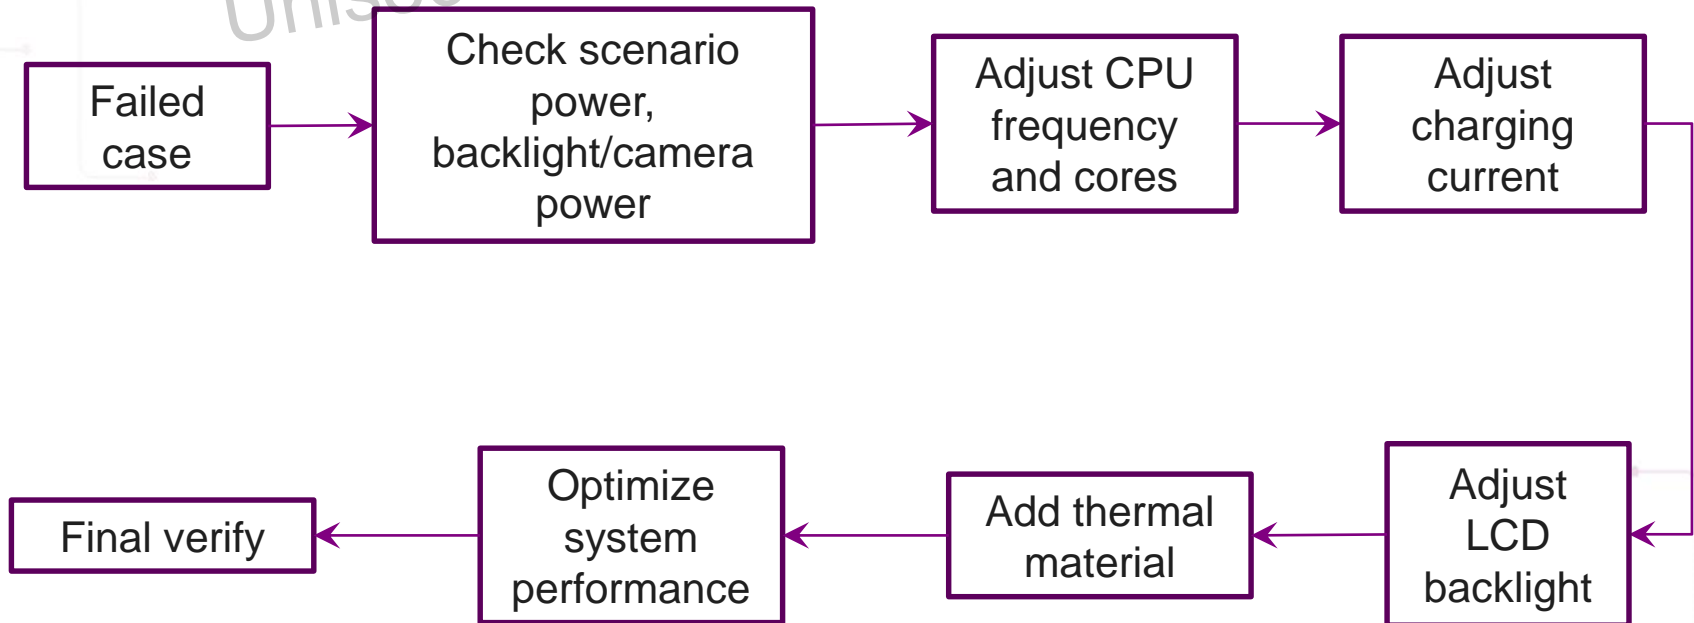 Failed
case
Check scenario
power,
backlight/camera
power
Adjust CPU
frequency
and cores
Adjust
charging
current
Adjust
LCD
backlight
Add thermal
material
Optimize
system
performance
Final verify